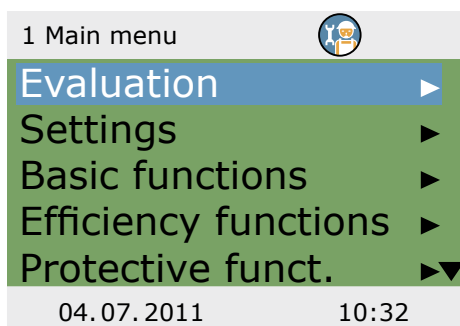 1 Main menu
Evaluation
Settings
Basic functions
Efficiency functions
Protective funct.
04.07.2011 10:32